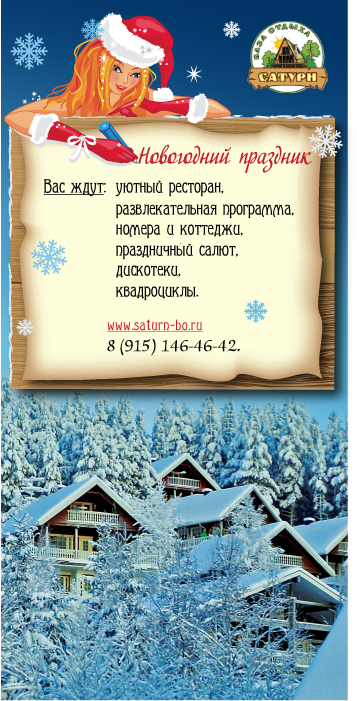 БАЗА ОТДЫХА
САТУРН
Новогодний праздник
Вас ждут: уютный ресторан,
развлекательная программа,
номера и коттеджи,
праздничный салют,
дискотеки,
квадроциклы.
www.saturn-bo.ru
8 (915) 146-46-42.